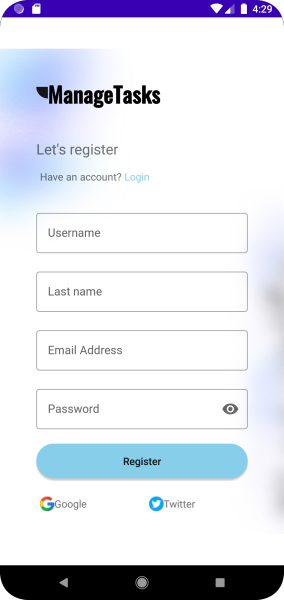 4:29
ManageTasks
Let's register
Have an account? Login
Username
Last name
Email Address
Password
Register
Google Twitter